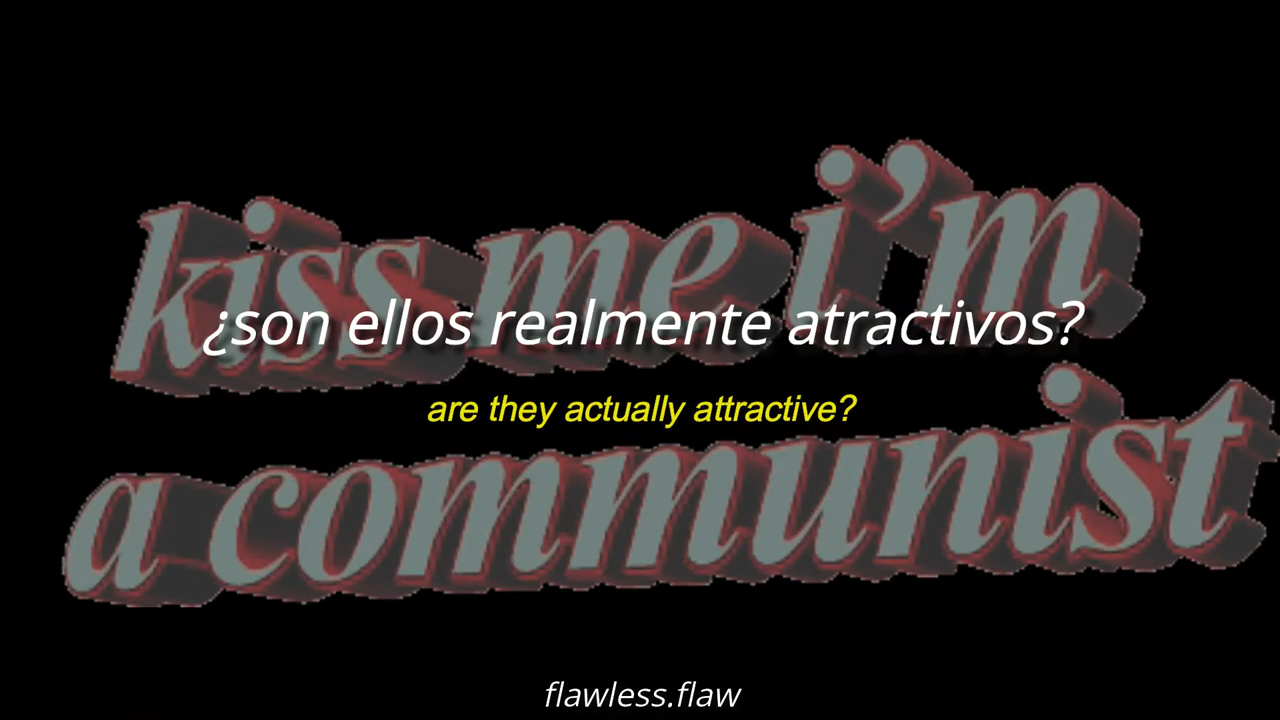 kiss me i'm
¿son ellos realmente atractivos?
are they actually attractive?
a communist
flawless.flaw